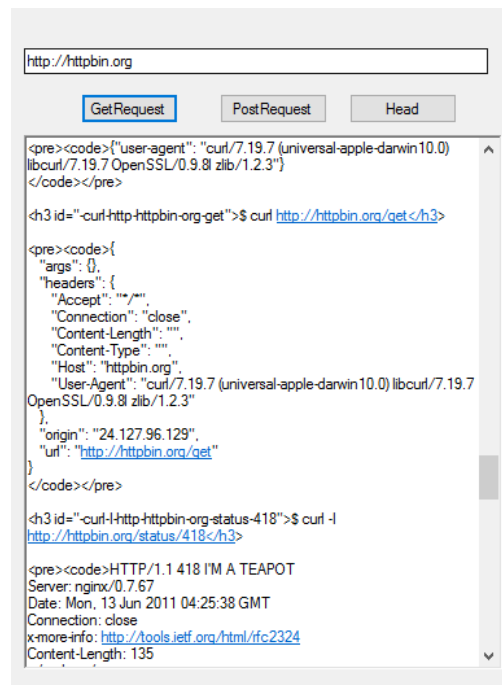 http://httpbin.org
GetRequest PostRequest Head
<pre><code>{"user-agent": "curl/7.19.7 (universal-apple-darwin10.0)
libcurl/7.19.7 OpenSSL/0.9.8l zlib/1.2.3"}
</code></pre>
<h3 id="-curl-http-httpbin-org-get">$ curl http://httpbin.org/get</h3>
<pre><code>{
"args": {},
"headers": {
"Accept": "*/*",
"Connection": "close",
"Content-Length": "",
"Content-Type": "",
"Host": "httpbin.org",
"User-Agent": "curl/7.19.7 (universal-apple-darwin10.0) libcurl/7.19.7
OpenSSL/0.9.8l zlib/1.2.3"
},
"origin": "24.127.96.129",
"url": "http://httpbin.org/get"
}
</code></pre>
<h3 id="-curl-I-http-httpbin-org-status-418">$ curl -I
http://httpbin.org/status/418</h3>
<pre><code>HTTP/1.1 418 I'M A TEAPOT
Server: nginx/0.7.67
Date: Mon, 13 Jun 2011 04:25:38 GMT
Connection: close
x-more-info: http://tools.ietf.org/html/rfc2324
Content-Length: 135